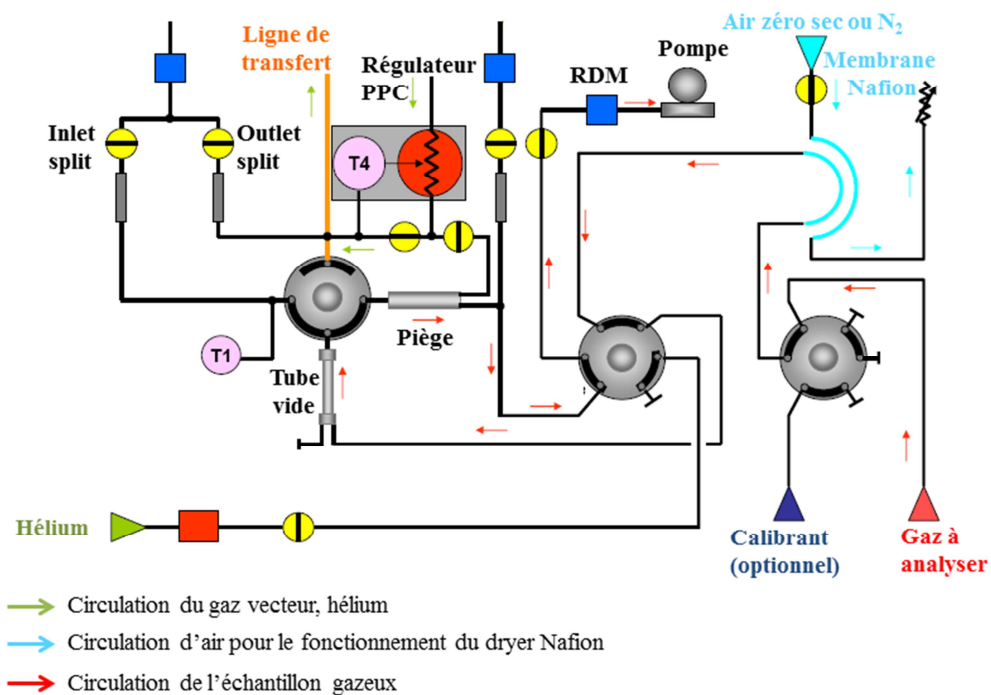 Air zéro sec ou N2
Ligne de
transfert
Pompe
Régulateur
PPC
RDM
Membrane
Nafion
Inlet
split
Outlet
split
T4
T1
Piège
Tube
vide
Hélium
Calibrant
(optionnel)
Gaz à
analyser
Circulation du gaz vecteur, hélium
Circulation d'air pour le fonctionnement du dryer Nafion
Circulation de l'échantillon gazeux